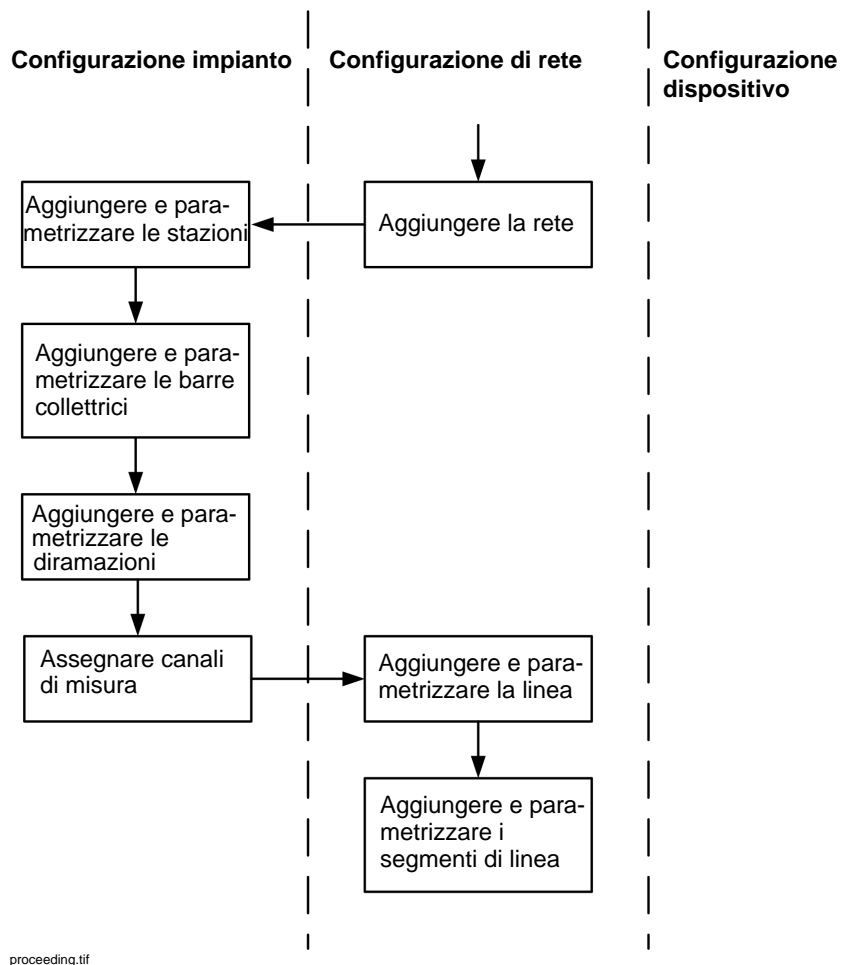 Configurazione impianto
Configurazione di rete
Configurazione
dispositivo
Aggiungere la rete
Aggiungere e para-
metrizzare le stazioni
Aggiungere e para-
metrizzare le barre
collettrici
Aggiungere e para-
metrizzare le
diramazioni
Assegnare canali
di misura
Aggiungere e para-
metrizzare la linea
Aggiungere e para-
metrizzare i
segmenti di linea
proceeding.tif